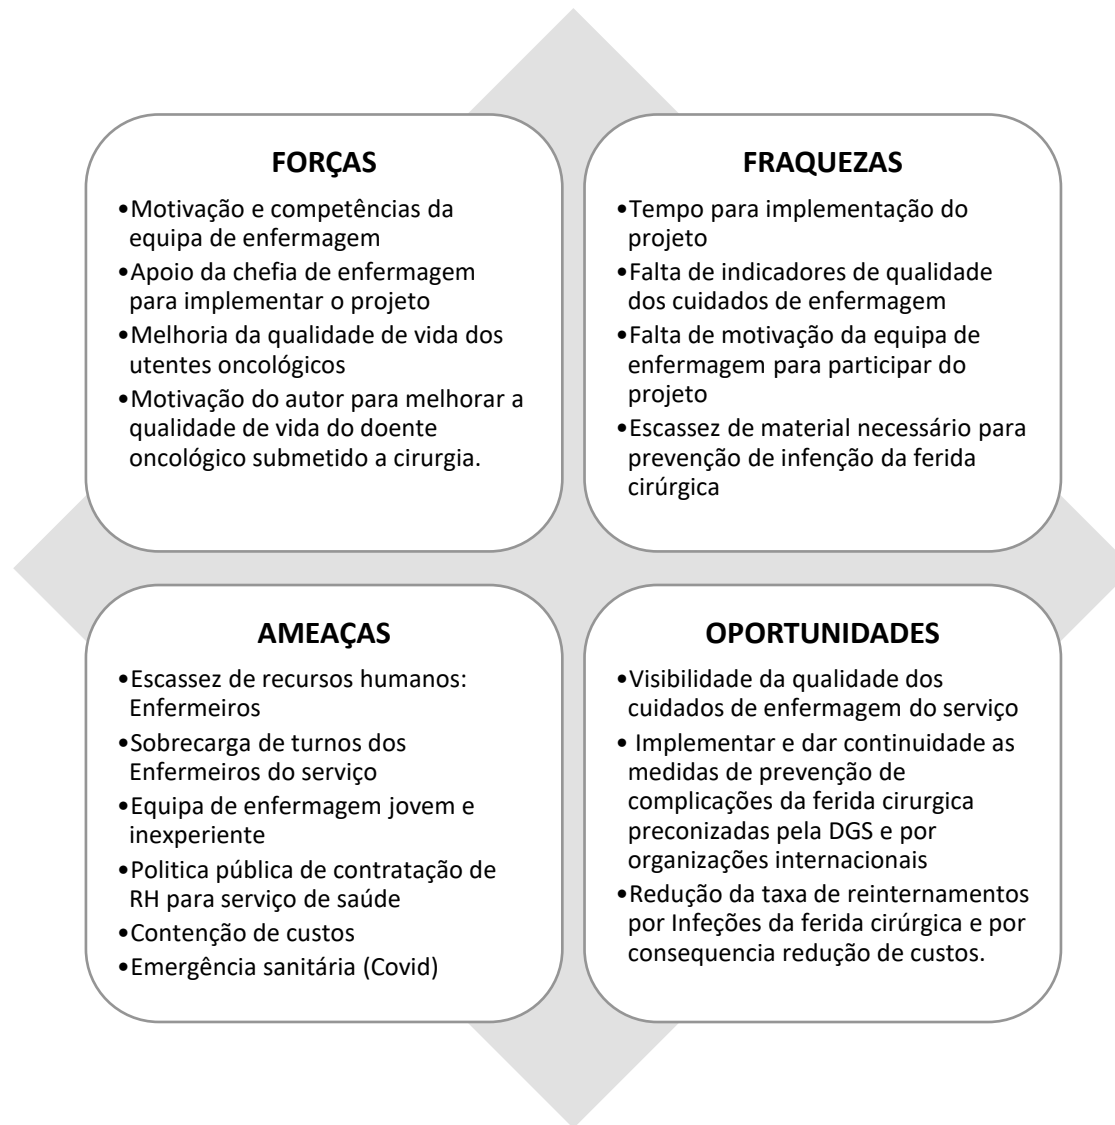 FORÇAS
•Motivação e competências da
equipa de enfermagem
•Apoio da chefia de enfermagem
para implementar o projeto
•Melhoria da qualidade de vida dos
utentes oncológicos
•Motivação do autor para melhorar a
qualidade de vida do doente
oncológico submetido a cirurgia.
FRAQUEZAS
•Tempo para implementação do
projeto
•Falta de indicadores de qualidade
dos cuidados de enfermagem
•Falta de motivação da equipa de
enfermagem para participar do
projeto
•Escassez de material necessário para
prevenção de infenção da ferida
cirúrgica
AMEAÇAS
•Escassez de recursos humanos:
Enfermeiros
•Sobrecarga de turnos dos
Enfermeiros do serviço
•Equipa de enfermagem jovem e
inexperiente
•Politica pública de contratação de
RH para serviço de saúde
•Contenção de custos
•Emergência sanitária (Covid)
OPORTUNIDADES
•Visibilidade da qualidade dos
cuidados de enfermagem do serviço
• Implementar e dar continuidade as
medidas de prevenção de
complicações da ferida cirurgica
preconizadas pela DGS e por
organizações internacionais
•Redução da taxa de reinternamentos
por Infeções da ferida cirúrgica e por
consequencia redução de custos.